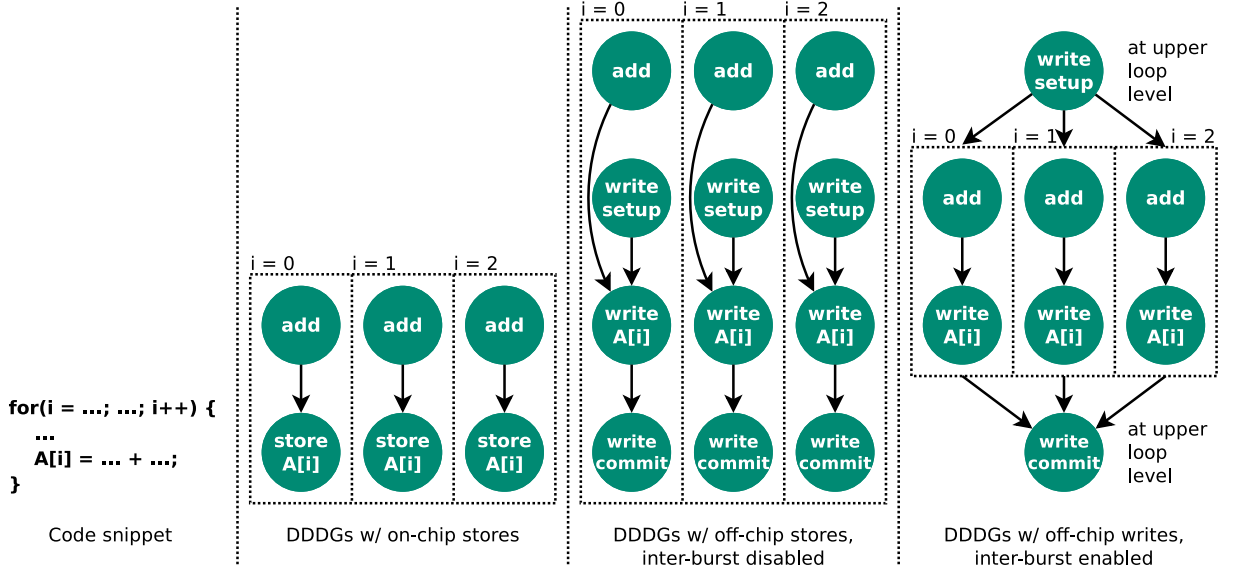 for(i = ...; ...; i++) {
...
A[i] = ... + ...;
}
Code snippet
i = 0
i = 1
i = 2
add
add
add
store
A[i]
store
A[i]
store
A[i]
DDDGs w/ on-chip stores
i = 0
i = 1
i = 2
add
add
add
write
setup
write
setup
write
setup
write
A[i]
write
A[i]
write
A[i]
write
commit
write
commit
write
commit
DDDGs w/ off-chip stores,
inter-burst disabled
write
setup
at upper
loop
level
i = 0
i = 1
i = 2
add
add
add
write
A[i]
write
A[i]
write
A[i]
write
commit
at upper
loop
level
DDDGs w/ off-chip writes,
inter-burst enabled